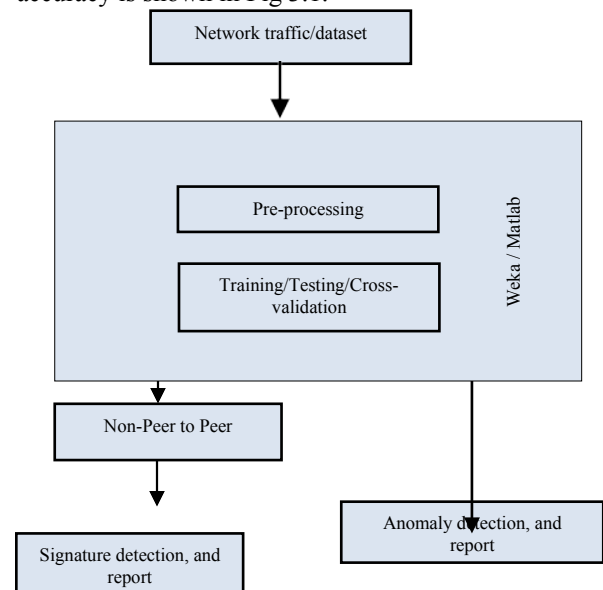 accuracy is shown in Fig 3.1.
Network traffic/dataset
Pre-processing
Training/Testing/Cross-
validation
Weka / Matlab
Non-Peer to Peer
Anomaly detection, and
report
Signature detection, and
report